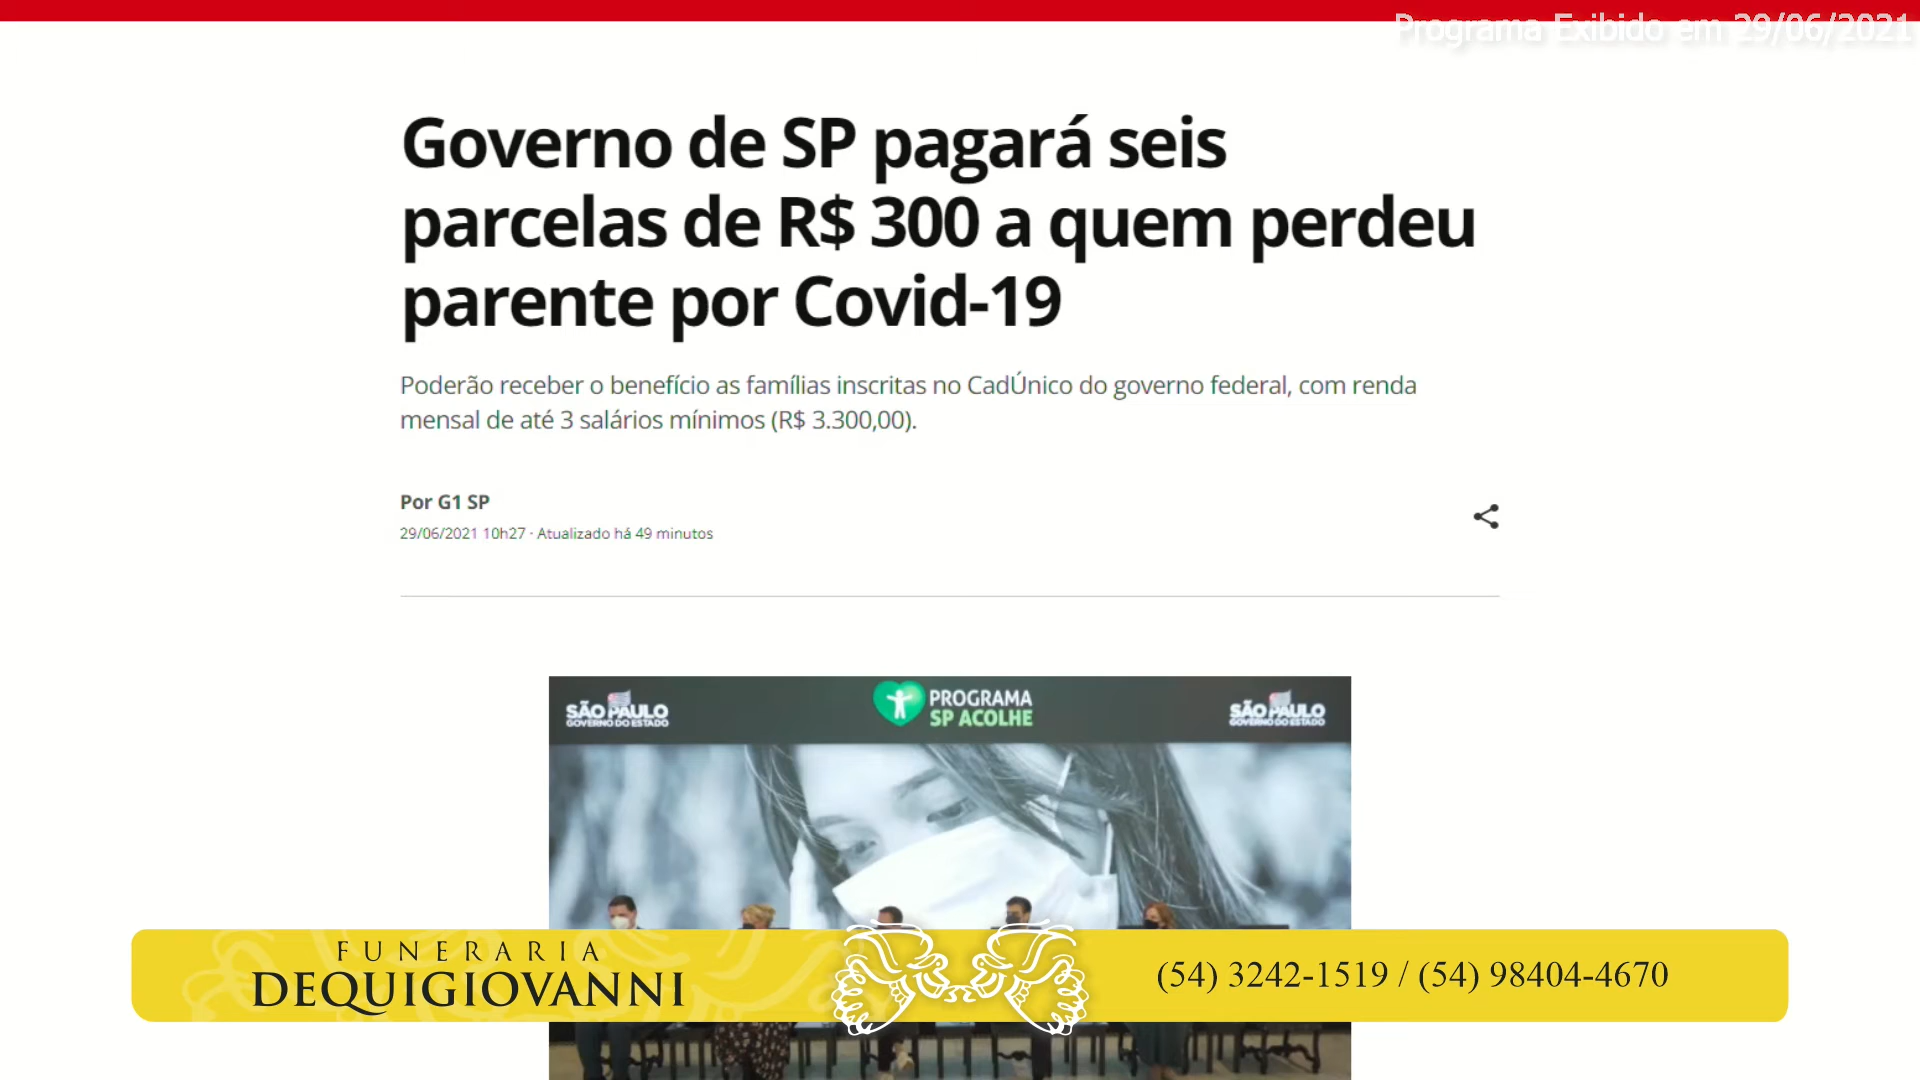 Programa Exibido em 29/06/2021
Governo de SP pagará seis
parcelas de R$ 300 a quem perdeu
parente por Covid-19
Poderão receber o benefício as famílias inscritas no CadÚnico do governo federal, com renda
mensal de até 3 salários mínimos (R$ 3.300,00).
Por G1 SP
29/06/2021 10h27 · Atualizado há 49 minutos
SÃO PAULO
GOVERNO DO ESTADO
PROGRAMA
SP ACOLHE
SÃO PAULO
GOVERNO DO ESTADO
FUNERARIA
DEQUIGIOVANNI
(54) 3242-1519 / (54) 98404-4670